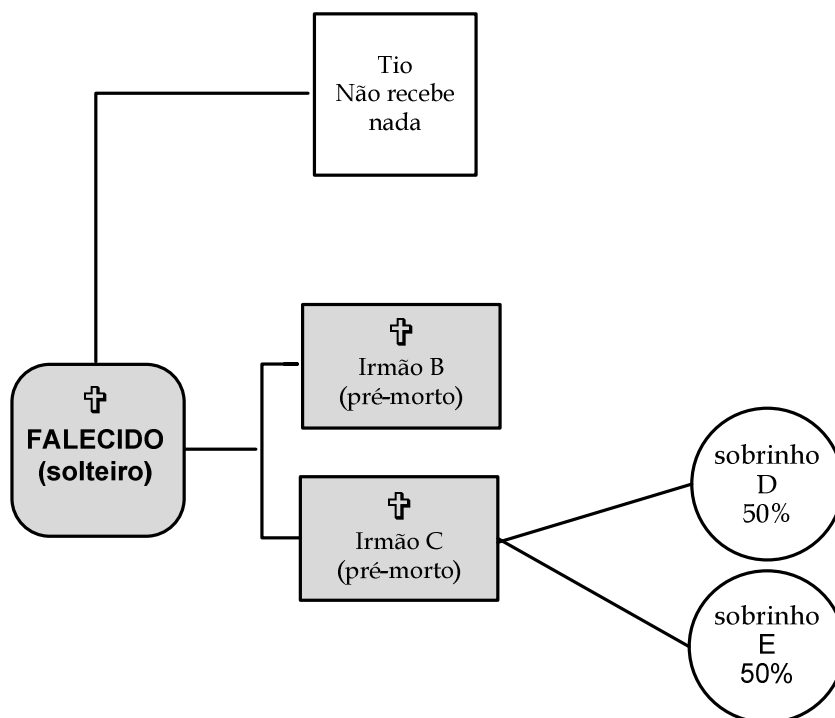 Tio
Não recebe
nada
✞
Irmão B
(pré-morto)
✞
FALECIDO
(solteiro)
✞
Irmão C
(pré-morto)
sobrinho
D
50%
sobrinho
E
50%